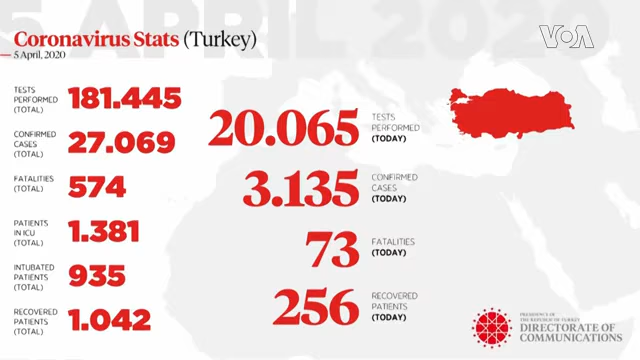 5 APRIL 2020
VOA
Coronavirus Stats (Turkey)
5 April, 2020
TESTS
PERFORMED
(TOTAL)
181.445
CONFIRMED
CASES
(TOTAL)
27.069
FATALITIES
(TOTAL)
574
PATIENTS
IN ICU
(TOTAL)
1.381
INTUBATED
PATIENTS
(TOTAL)
935
RECOVERED
PATIENTS
(TOTAL)
1.042
20.065
TESTS
PERFORMED
(TODAY)
3.135
CONFIRMED
CASES
(TODAY)
73
FATALITIES
(TODAY)
256
RECOVERED
PATIENTS
(TODAY)
PRESIDENCY OF
THE REPUBLIC OF TURKEY
DIRECTORATE OF
COMMUNICATIONS